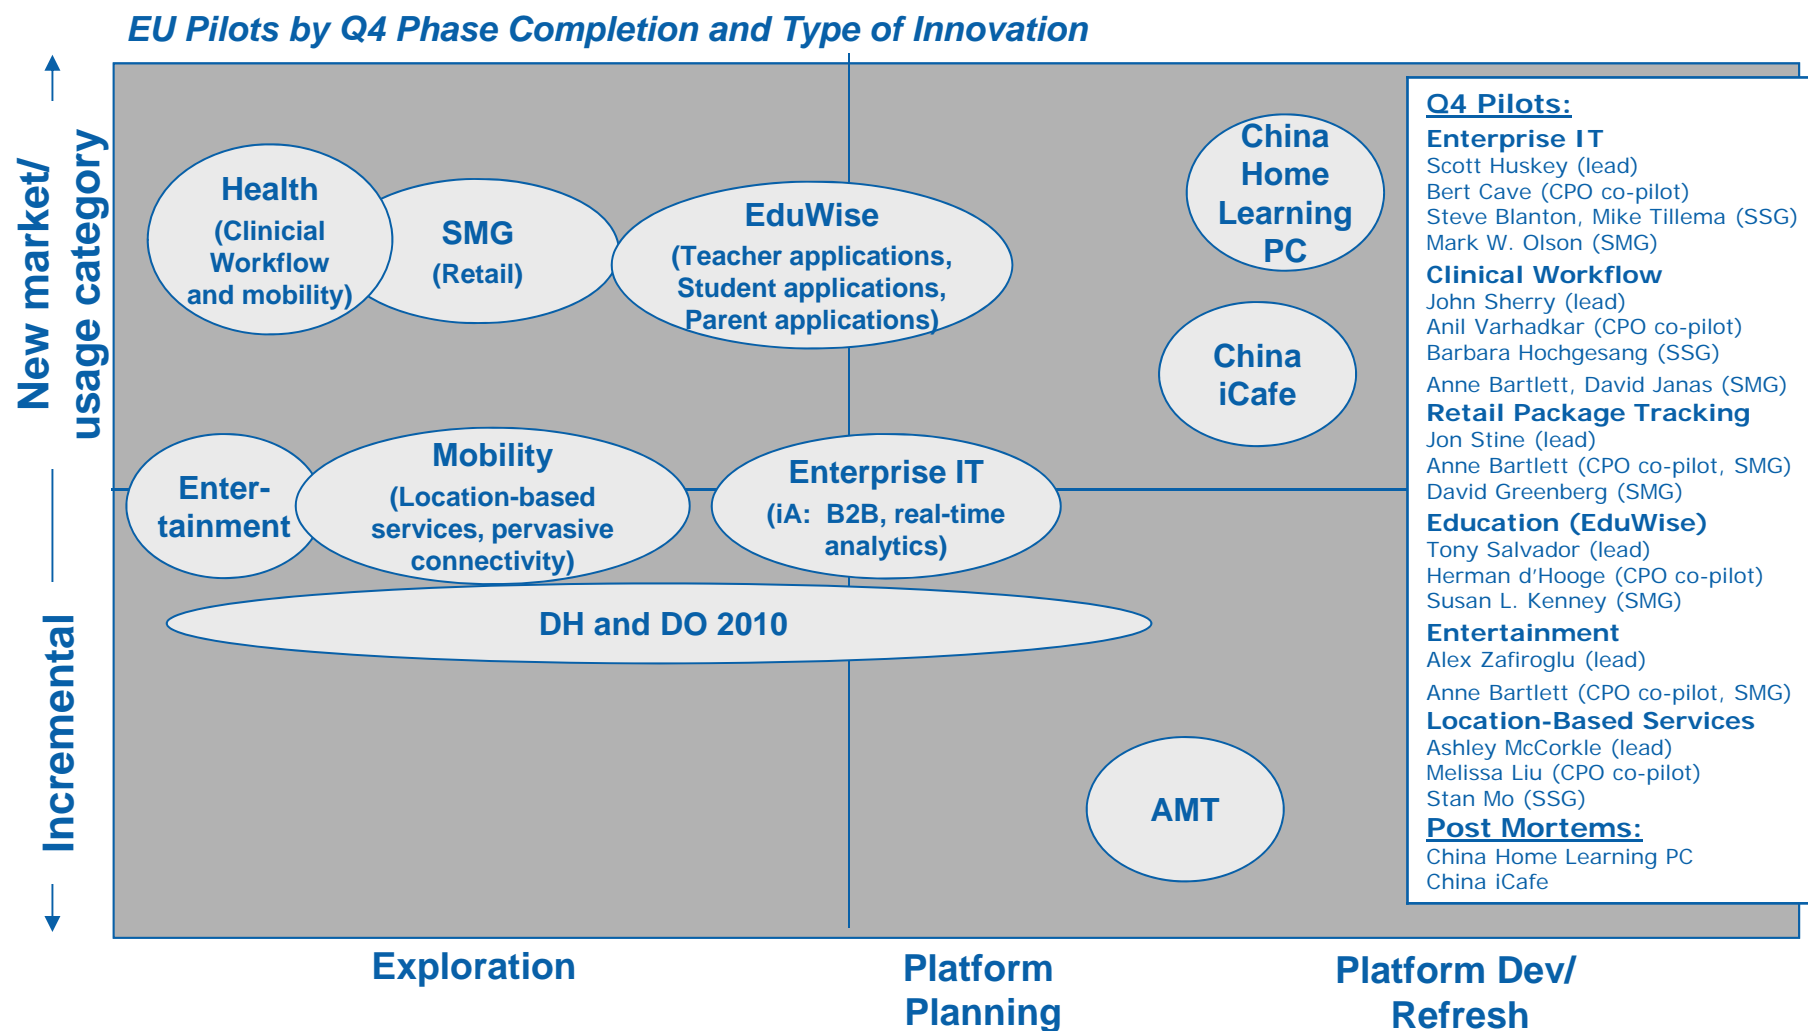 EU Pilots by Q4 Phase Completion and Type of Innovation
New market/
usage category
Incremental
Health
(Clinicial
Workflow
and mobility)
SMG
(Retail)
EduWise
(Teacher applications,
Student applications,
Parent applications)
China
Home
Learning
PC
China
iCafe
Enter-
tainment
Mobility
(Location-based
services, pervasive
connectivity)
Enterprise IT
(iA:  B2B, real-time
analytics)
DH and DO 2010
AMT
Q4 Pilots:
Enterprise IT
Scott Huskey (lead)
Bert Cave (CPO co-pilot)
Steve Blanton, Mike Tillema (SSG)
Mark W. Olson (SMG)
Clinical Workflow
John Sherry (lead)
Anil Varhadkar (CPO co-pilot)
Barbara Hochgesang (SSG)
Anne Bartlett, David Janas (SMG)
Retail Package Tracking
Jon Stine (lead)
Anne Bartlett (CPO co-pilot, SMG)
David Greenberg (SMG)
Education (EduWise)
Tony Salvador (lead)
Herman d'Hooge (CPO co-pilot)
Susan L. Kenney (SMG)
Entertainment
Alex Zafiroglu (lead)
Anne Bartlett (CPO co-pilot, SMG)
Location-Based Services
Ashley McCorkle (lead)
Melissa Liu (CPO co-pilot)
Stan Mo (SSG)
Post Mortems:
China Home Learning PC
China iCafe
Exploration
Platform
Planning
Platform Dev/
Refresh